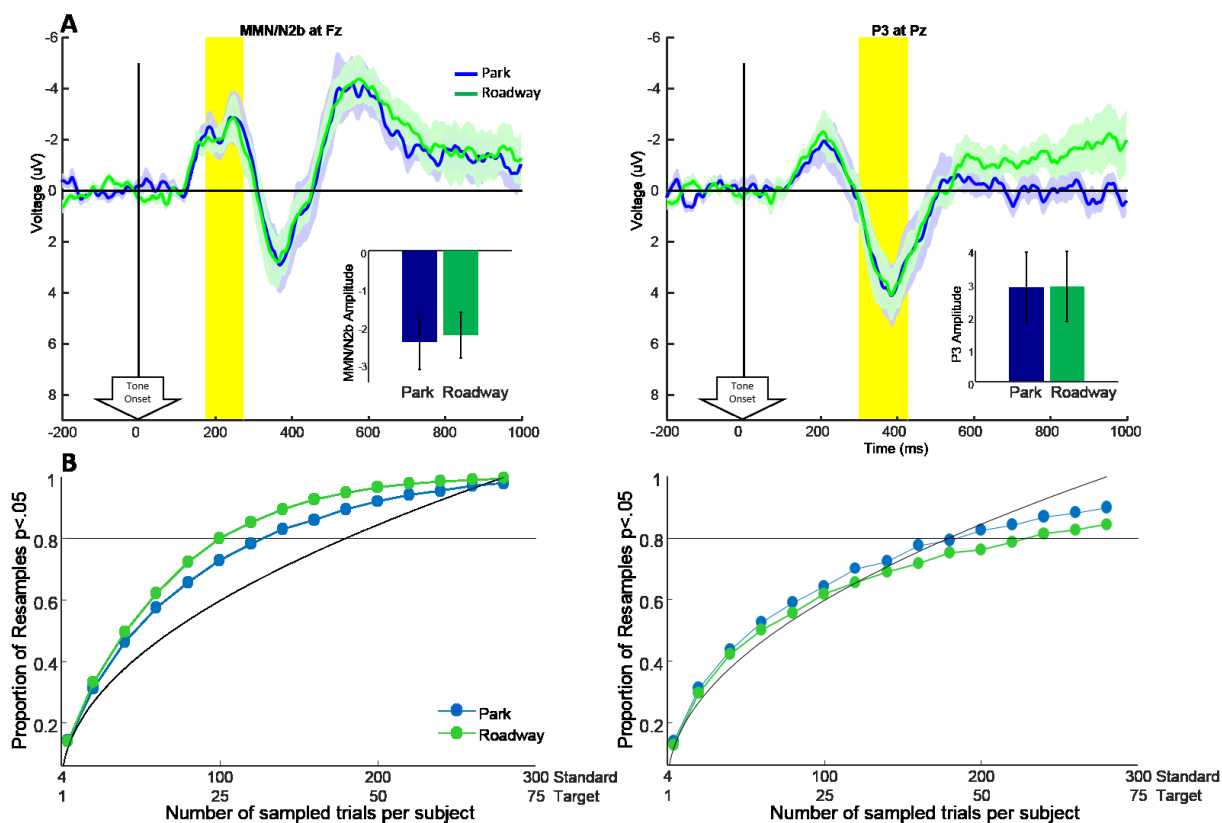 A
MMN/N2b at Fz
P3 at Pz
-6
-4
-2
0
2
4
6
8
Voltage (uV)
Park
Roadway
Tone
Onset
-200
0
200
400
600
800
1000
0
-1
-2
-3
MMN/N2b Amplitude
Park Roadway
-6
-4
-2
0
2
4
6
8
Voltage (uV)
Tone
Onset
-200
0
200
400
600
800
1000
Time (ms)
4
3
2
1
0
P3 Amplitude
Park Roadway
B
1
0.8
0.6
0.4
0.2
Proportion of Resamples p<.05
Park
Roadway
4 100 200 300 Standard
1 25 50 75 Target
Number of sampled trials per subject
1
0.8
0.6
0.4
0.2
Proportion of Resamples p<.05
4 100 200 300 Standard
1 25 50 75 Target
Number of sampled trials per subject